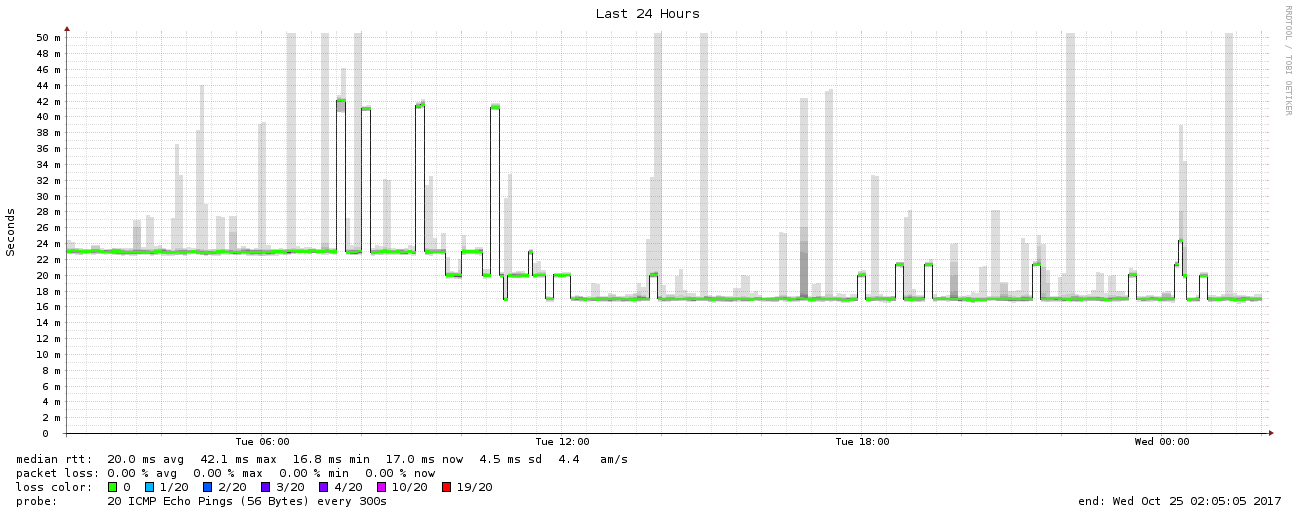 Last 24 Hours
RRDTOOL / TOBI OETIKER
Seconds
50 m
48 m
46 m
44 m
42 m
40 m
38 m
36 m
34 m
32 m
30 m
28 m
26 m
24 m
22 m
20 m
18 m
16 m
14 m
12 m
10 m
8 m
6 m
4 m
2 m
0
Tue 06:00 Tue 12:00 Tue 18:00 Wed 00:00
median rtt: 20.0 ms avg 42.1 ms max 16.8 ms min 17.0 ms now 4.5 ms sd 4.4 am/s
packet loss: 0.00 % avg 0.00 % max 0.00 % min 0.00 % now
loss color: 0 1/20 2/20 3/20 4/20 10/20 19/20
probe: 20 ICMP Echo Pings (56 Bytes) every 300s end: Wed Oct 25 02:05:05 2017